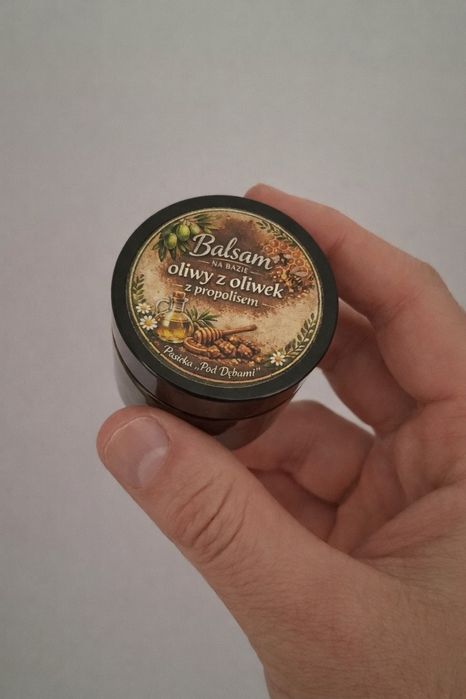 Balsam
NA BAZIE
oliwy z oliwek
z propolisem
Pasieka „Pod Dębami"